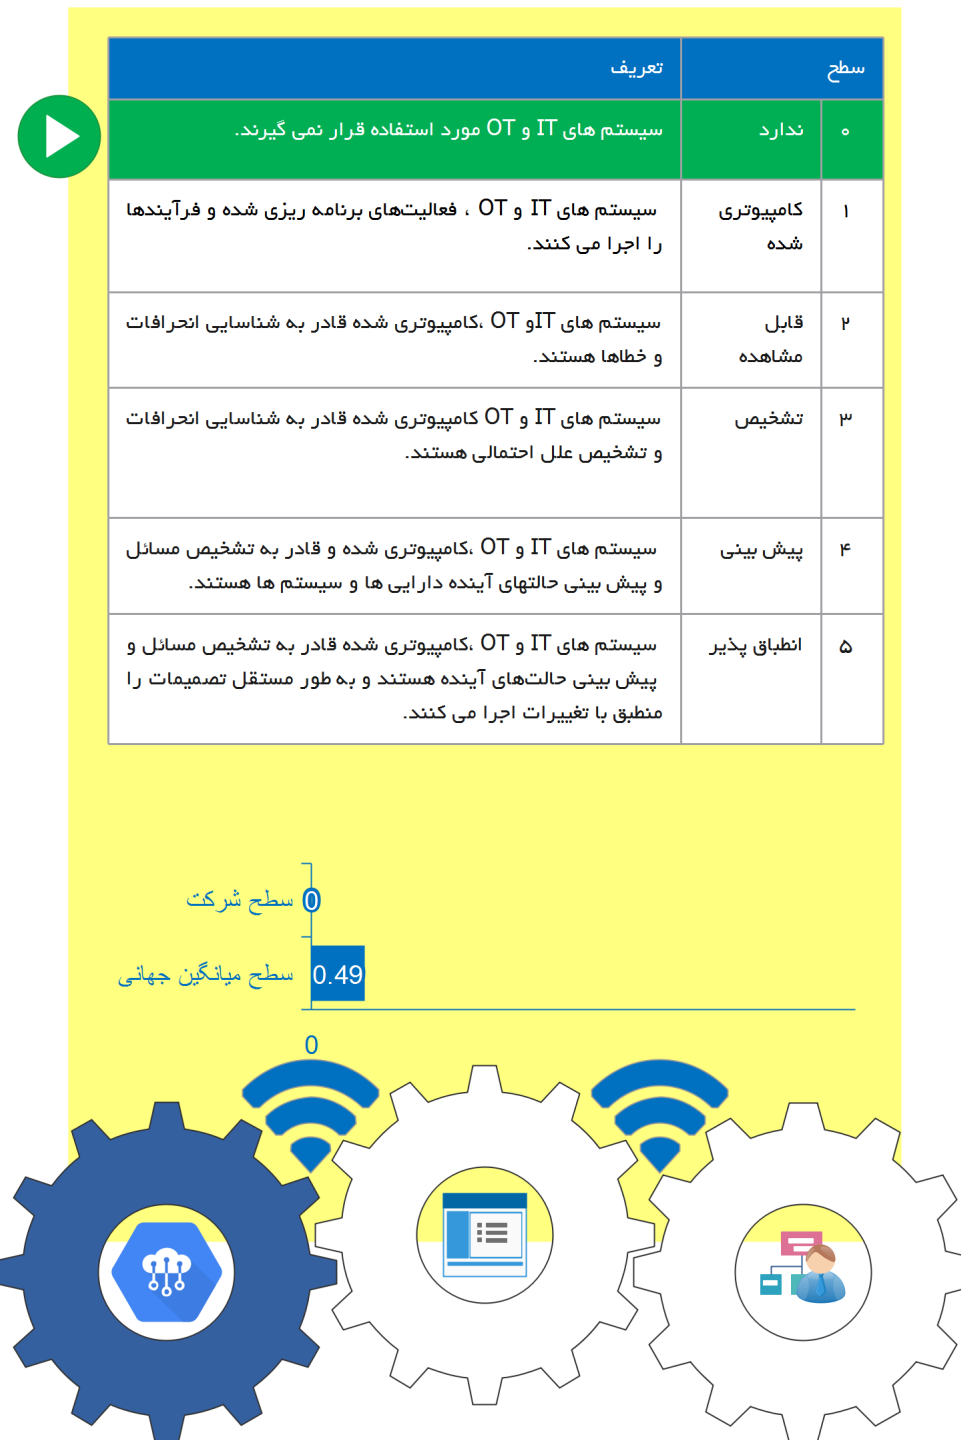 سطح
تعریف
۰
ندارد
سیستم های IT و OT مورد استفاده قرار نمی گیرند.
۱
کامپیوتری
شده
سیستم های IT و OT ، فعالیت‌های برنامه ریزی شده و فرآیندها
را اجرا می کنند.
۲
قابل
مشاهده
سیستم های ITو OT ،کامپیوتری شده قادر به شناسایی انحرافات
و خطاها هستند.
۳
تشخیص
سیستم های IT و OT کامپیوتری شده قادر به شناسایی انحرافات
و تشخیص علل احتمالی هستند.
۴
پیش بینی
سیستم های IT و OT ،کامپیوتری شده و قادر به تشخیص مسائل
و پیش بینی حالتهای آینده دارایی ها و سیستم ها هستند.
۵
انطباق پذیر
سیستم های IT و OT ،کامپیوتری شده قادر به تشخیص مسائل و
پیش بینی حالت‌های آینده هستند و به طور مستقل تصمیمات را
منطبق با تغییرات اجرا می کنند.
سطح شرکت
0
سطح میانگین جهانی
0.49
0